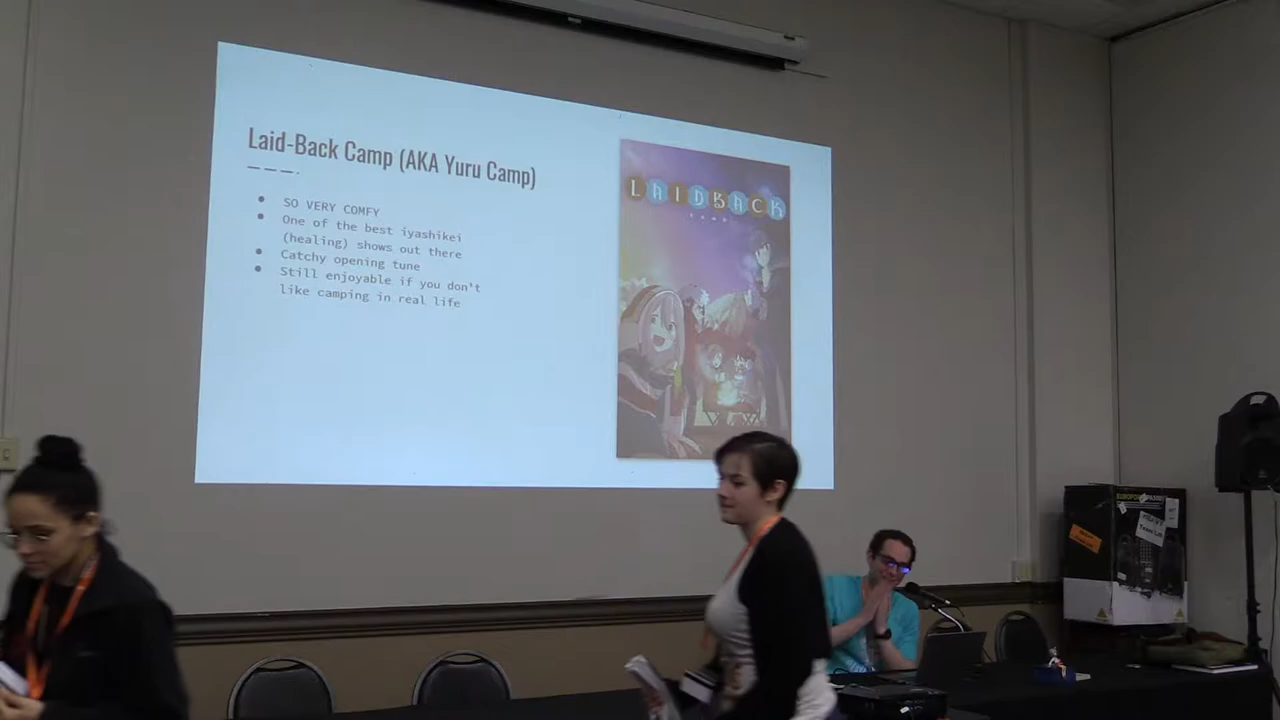 Laid-Back Camp (AKA Yuru Camp)
SO VERY COMFY
One of the best iyashikei
(healing) shows out there
Catchy opening tune
Still enjoyable if you don't
like camping in real life
LAIDBACK
CAMP